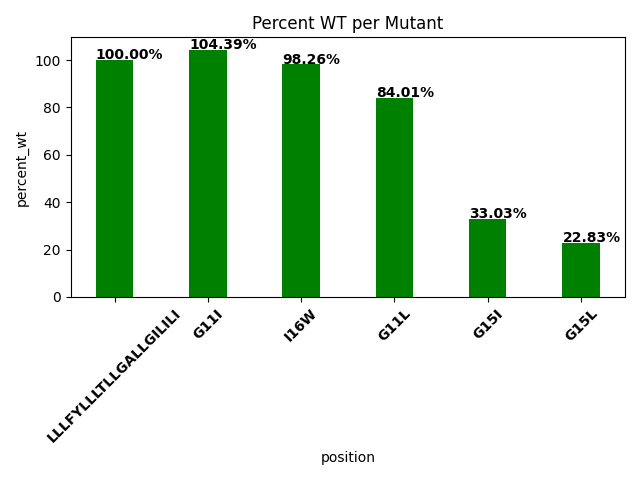 Percent WT per Mutant
percent_wt
100
80
60
40
20
0
100.00%
104.39%
98.26%
84.01%
33.03%
22.83%
LLLFYLLLTLLGALLGILILI
G11I
I16W
G11L
G15I
G15L
position